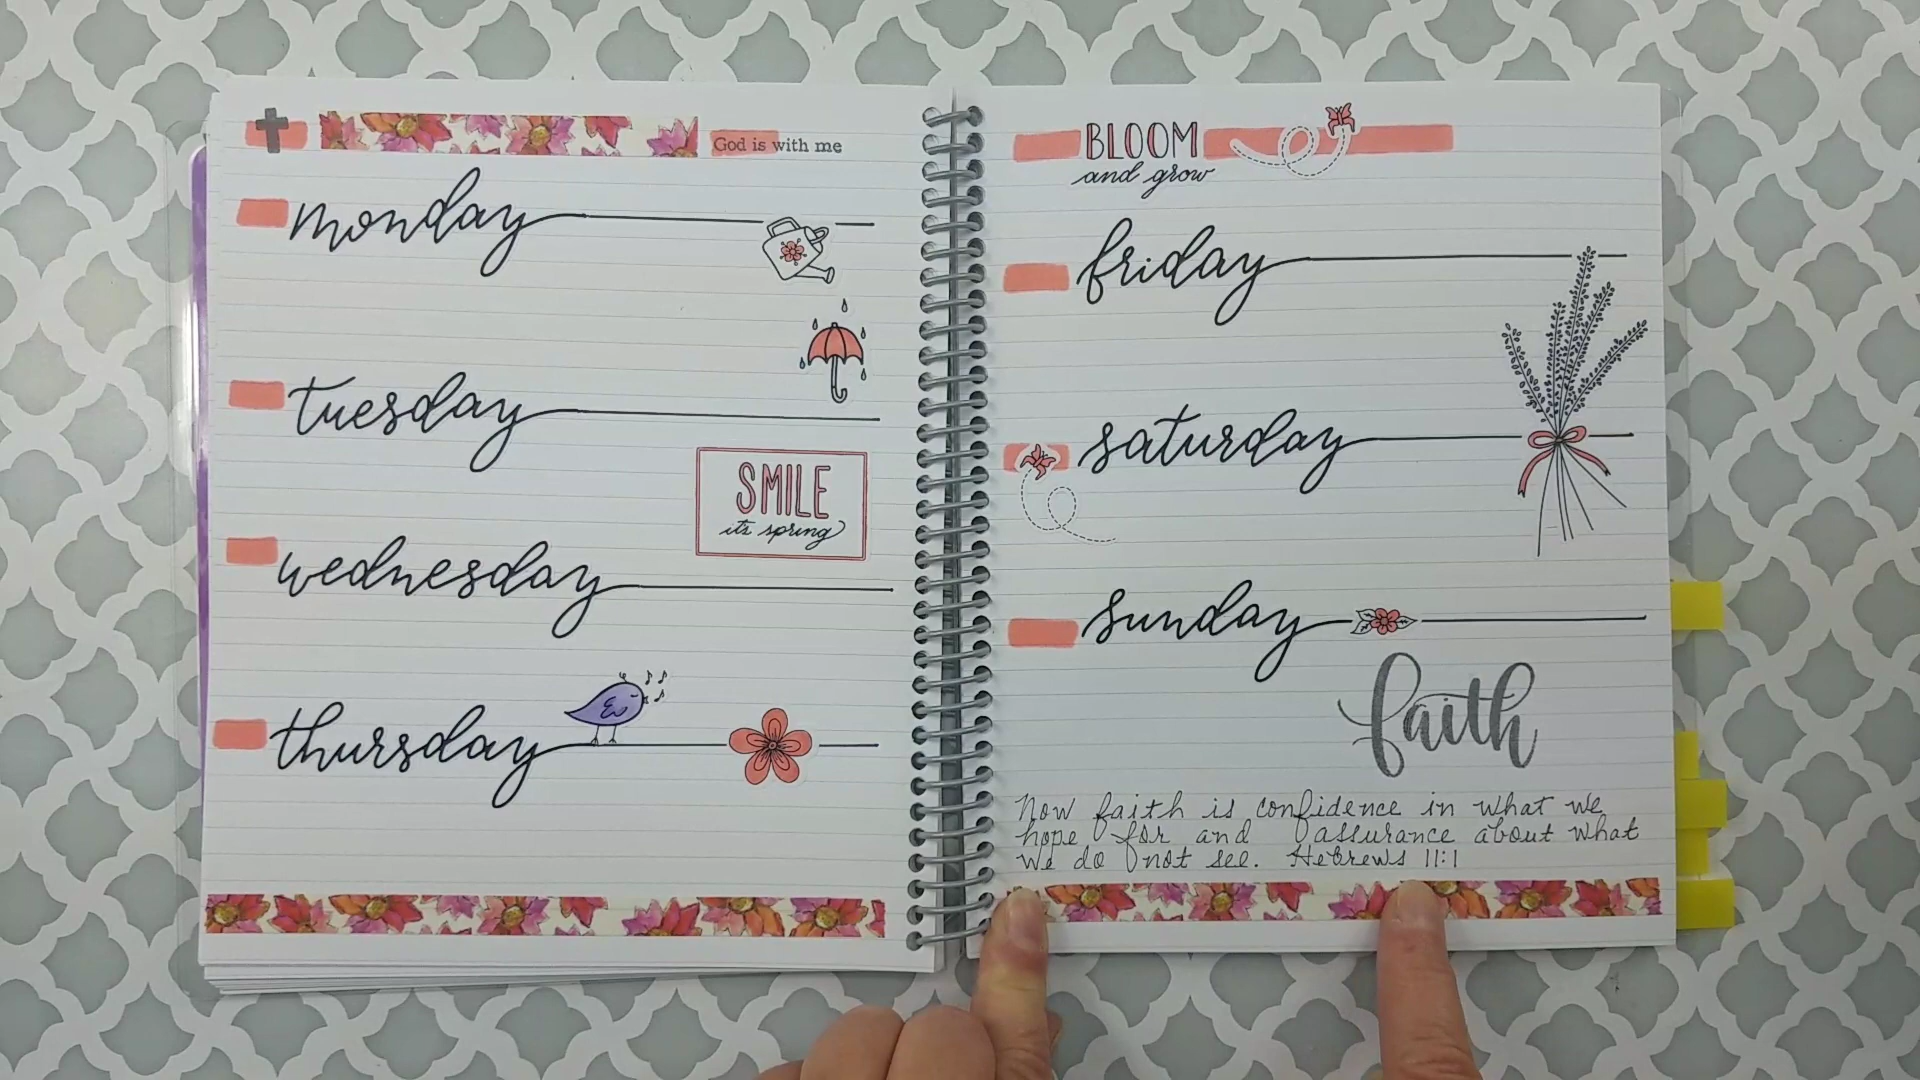 God is with me
monday
tuesday
SMILE
it's spring
wednesday
thursday
BLOOM
and grow
friday
saturday
sunday
faith
Now faith is confidence in what we
hope for and assurance about what
we do not see. Hebrews 11:1